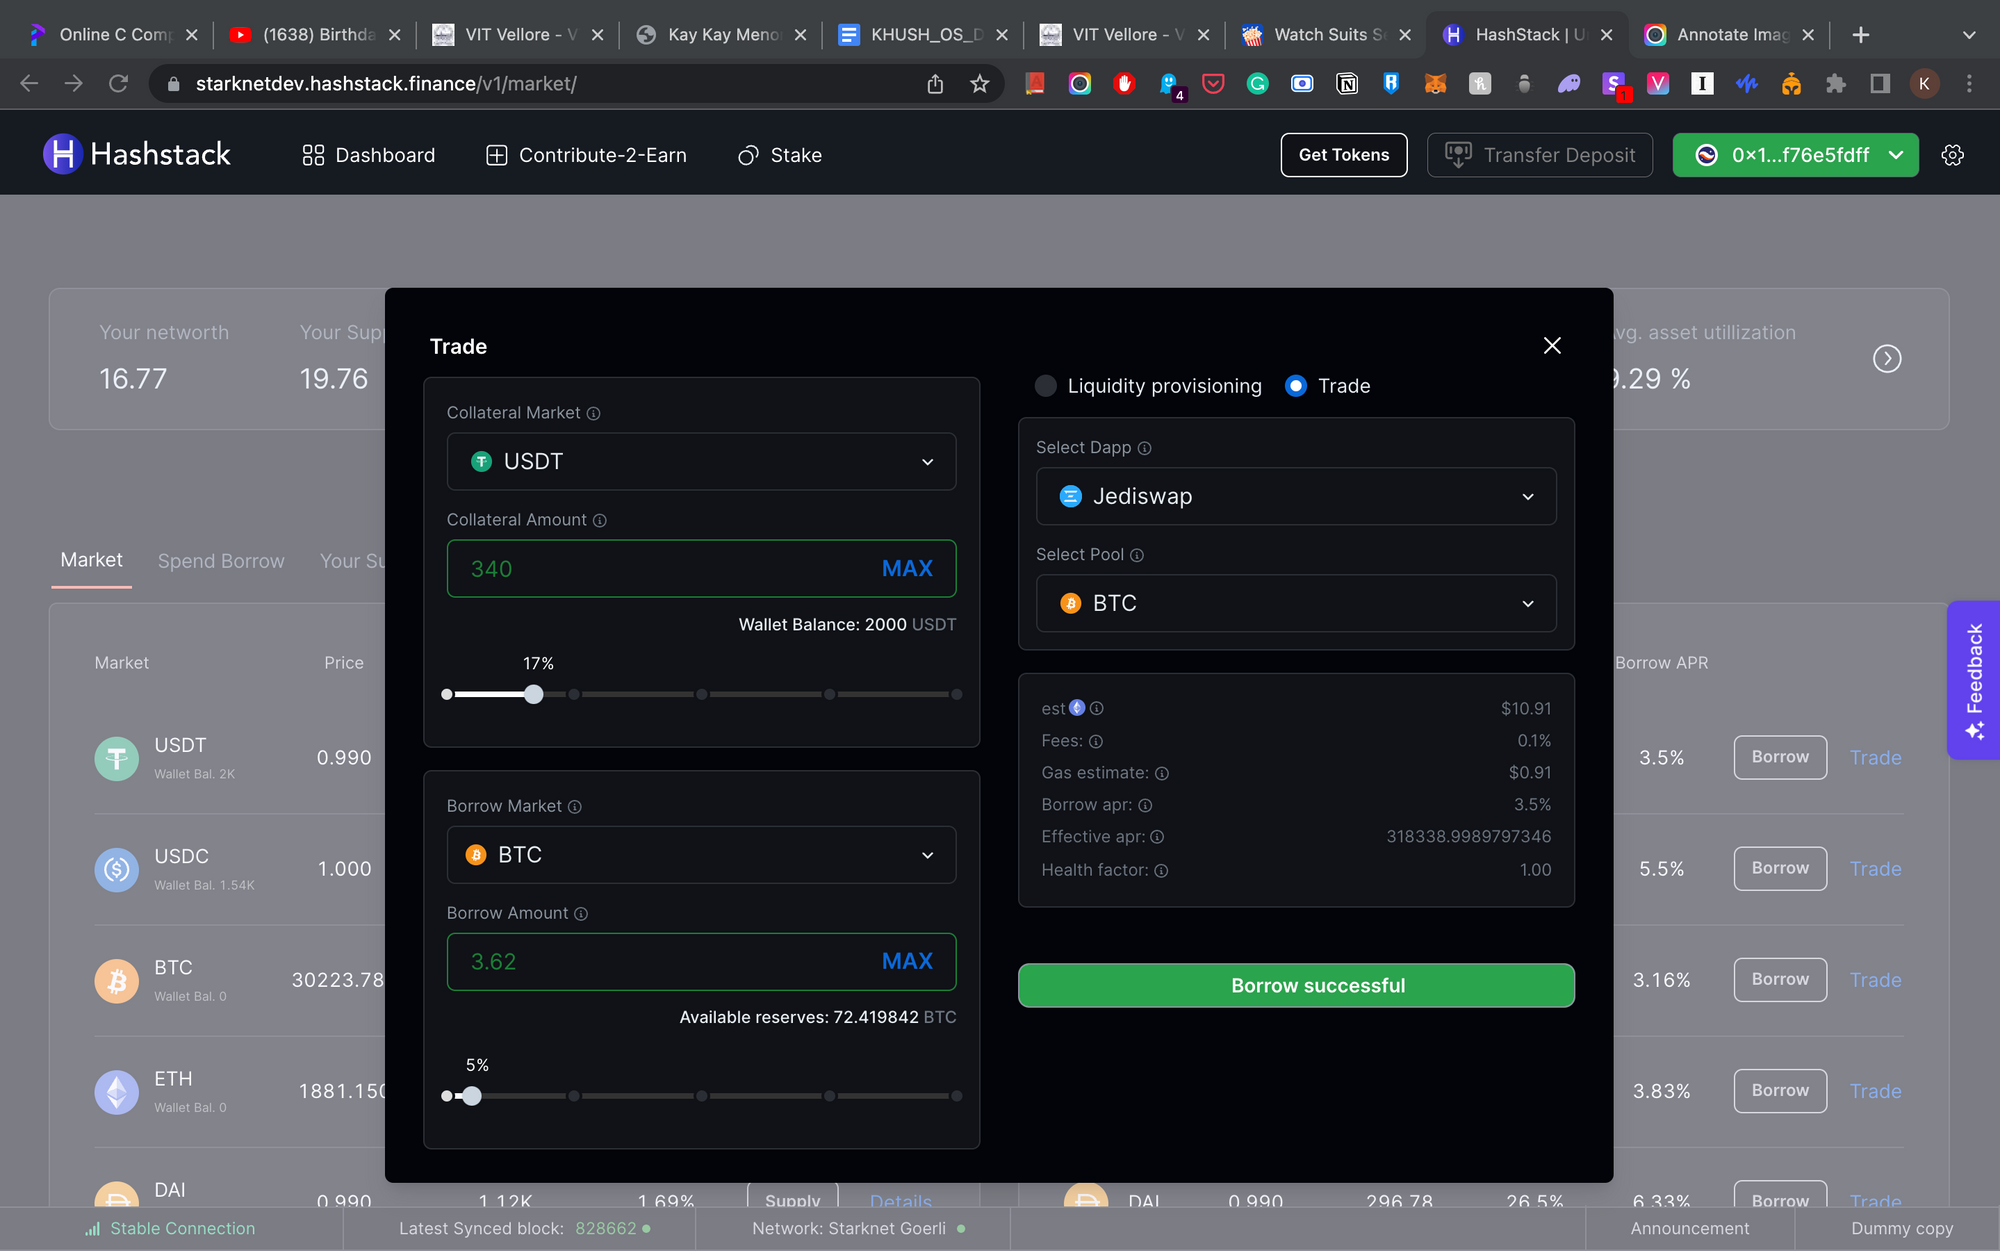 Online C Comp
(1638) Birthda
VIT Vellore - V
Kay Kay Meno
KHUSH_OS_D
VIT Vellore - V
Watch Suits S
HashStack | U
Annotate Imag
starknetdev.hashstack.finance/v1/market/
4
1
K
Hashstack
Dashboard
Contribute-2-Earn
Stake
Get Tokens
Transfer Deposit
0x1...f76e5fdff
Your networth
16.77
Your Sup
19.76
vg. asset utillization
9.29 %
Trade
Collateral Market
USDT
Collateral Amount
340 MAX
Wallet Balance: 2000 USDT
17%
Borrow Market
BTC
Borrow Amount
3.62 MAX
Available reserves: 72.419842 BTC
5%
Liquidity provisioning
Trade
Select Dapp
Jediswap
Select Pool
BTC
est $10.91
Fees: 0.1%
Gas estimate: $0.91
Borrow apr: 3.5%
Effective apr: 318338.9989797346
Health factor: 1.00
Borrow successful
Market
Spend Borrow
Your Su
Market Price
Borrow APR
USDT
Wallet Bal. 2K
0.990
3.5% Borrow Trade
USDC
Wallet Bal. 1.54K
1.000
5.5% Borrow Trade
BTC
Wallet Bal. 0
30223.78
3.16% Borrow Trade
ETH
Wallet Bal. 0
1881.150
3.83% Borrow Trade
DAI 0.990 1.12K 1.69% Supply Details
DAI 0.990 296.78 26.5% 6.33% Borrow Trade
Feedback
Stable Connection
Latest Synced block: 828662
Network: Starknet Goerli
Announcement
Dummy copy